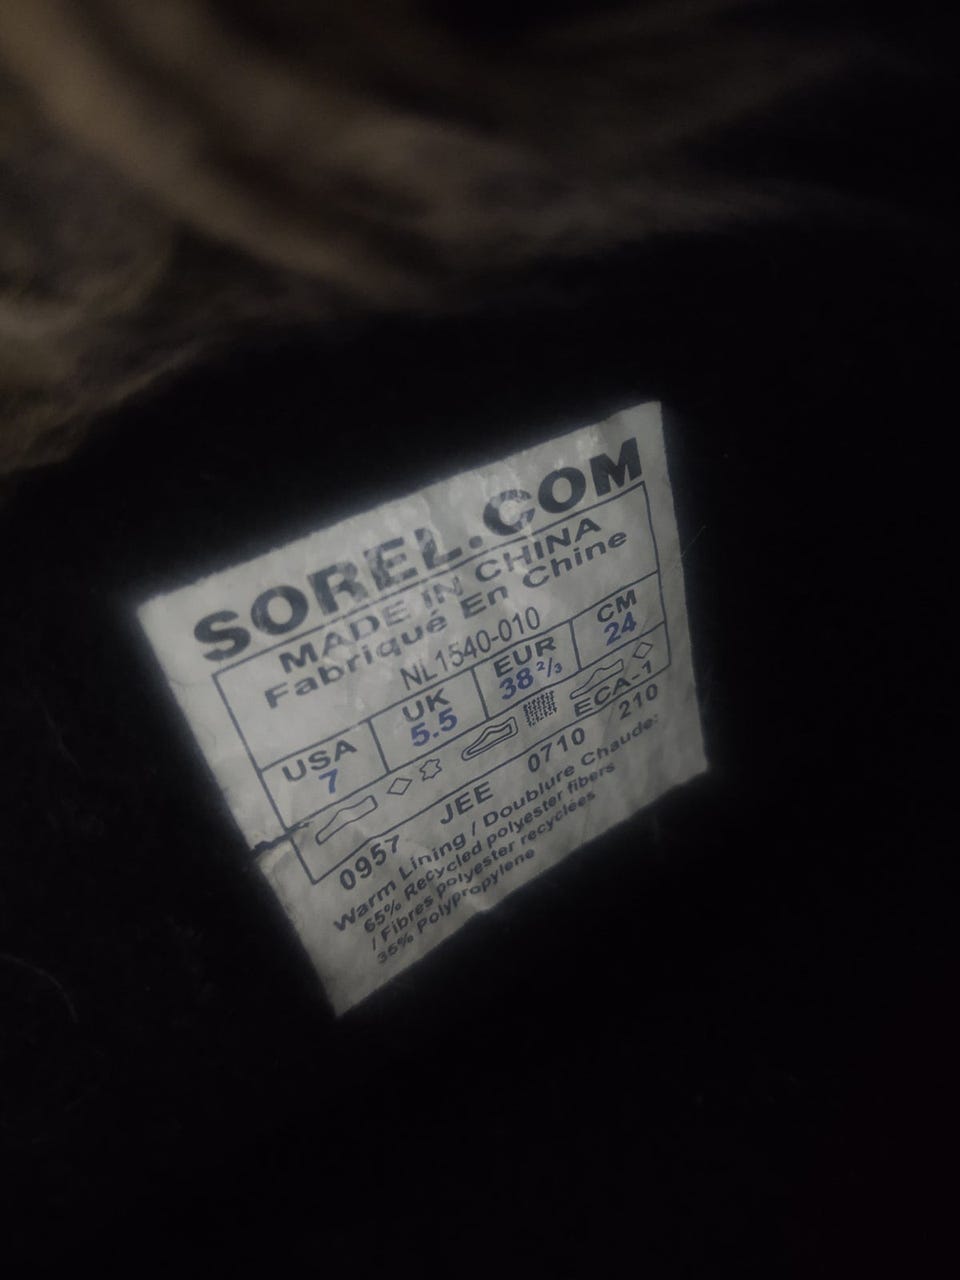 SOREL.COM
MADE IN CHINA
Fabriqué En Chine
NL1540-010
USA UK EUR CM
7 5.5 38 2/3 24
ECA-1
0957 JEE 0710 210
Warm Lining / Doublure Chaude:
65% Recycled polyester fibers
/ Fibres polyester recyclées
35% Polypropylene